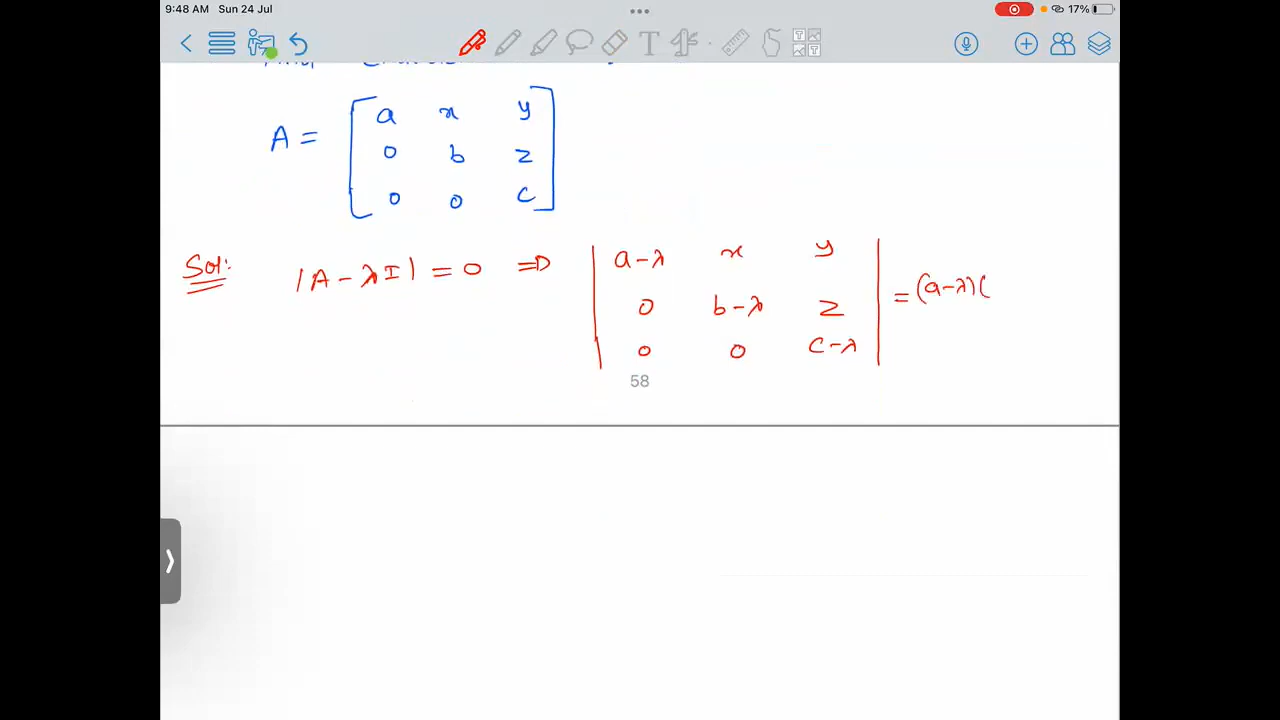 9:48 AM Sun 24 Jul
17%
A = [ a x y
0 b z
0 0 c ]
Sol: |A - λI| = 0 ⇒ | a-λ x y
0 b-λ z
0 0 c-λ | = (a-λ)(
58